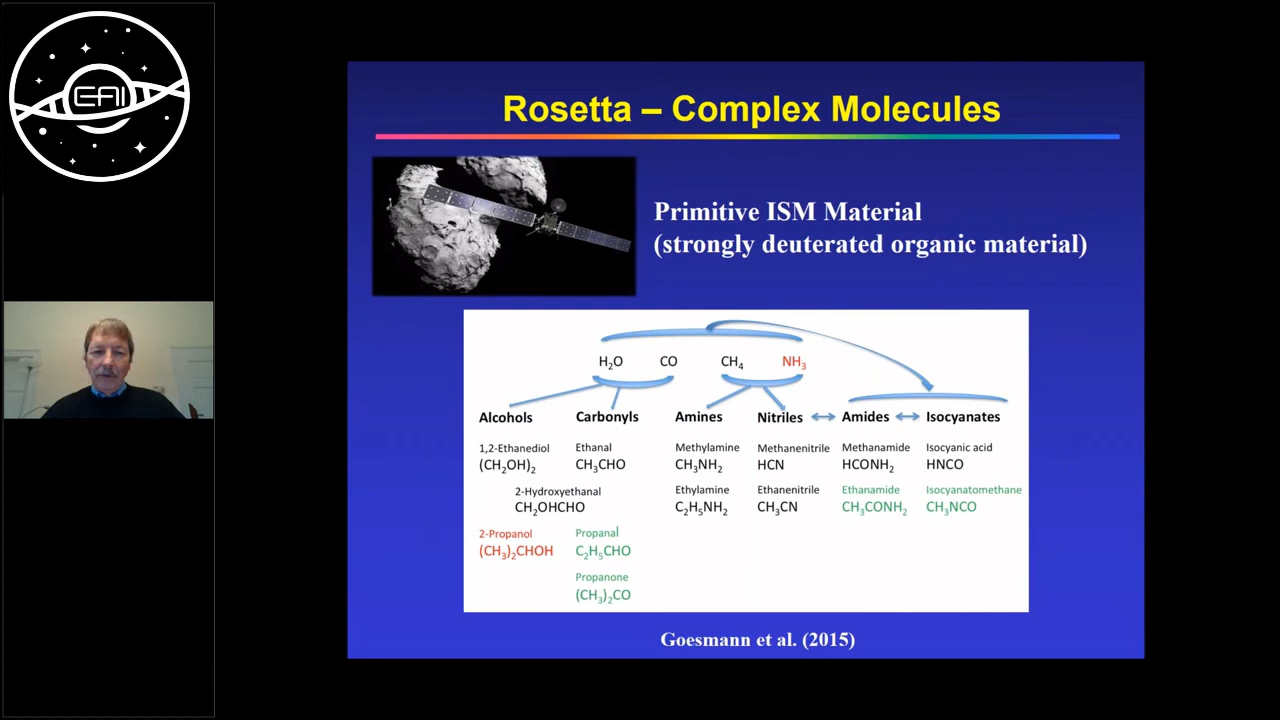 EAI
Rosetta – Complex Molecules
Primitive ISM Material
(strongly deuterated organic material)
H₂O CO CH₄ NH₃
Alcohols Carbonyls Amines Nitriles Amides Isocyanates
1,2-Ethanediol Ethanal Methylamine Methanenitrile Methanamide Isocyanic acid
(CH₂OH)₂ CH₃CHO CH₃NH₂ HCN HCONH₂ HNCO
2-Hydroxyethanal Ethylamine Ethanenitrile Ethanamide Isocyanatomethane
CH₂OHCHO C₂H₅NH₂ CH₃CN CH₃CONH₂ CH₃NCO
2-Propanol Propanal
(CH₃)₂CHOH C₂H₅CHO
Propanone
(CH₃)₂CO
Goesmann et al. (2015)